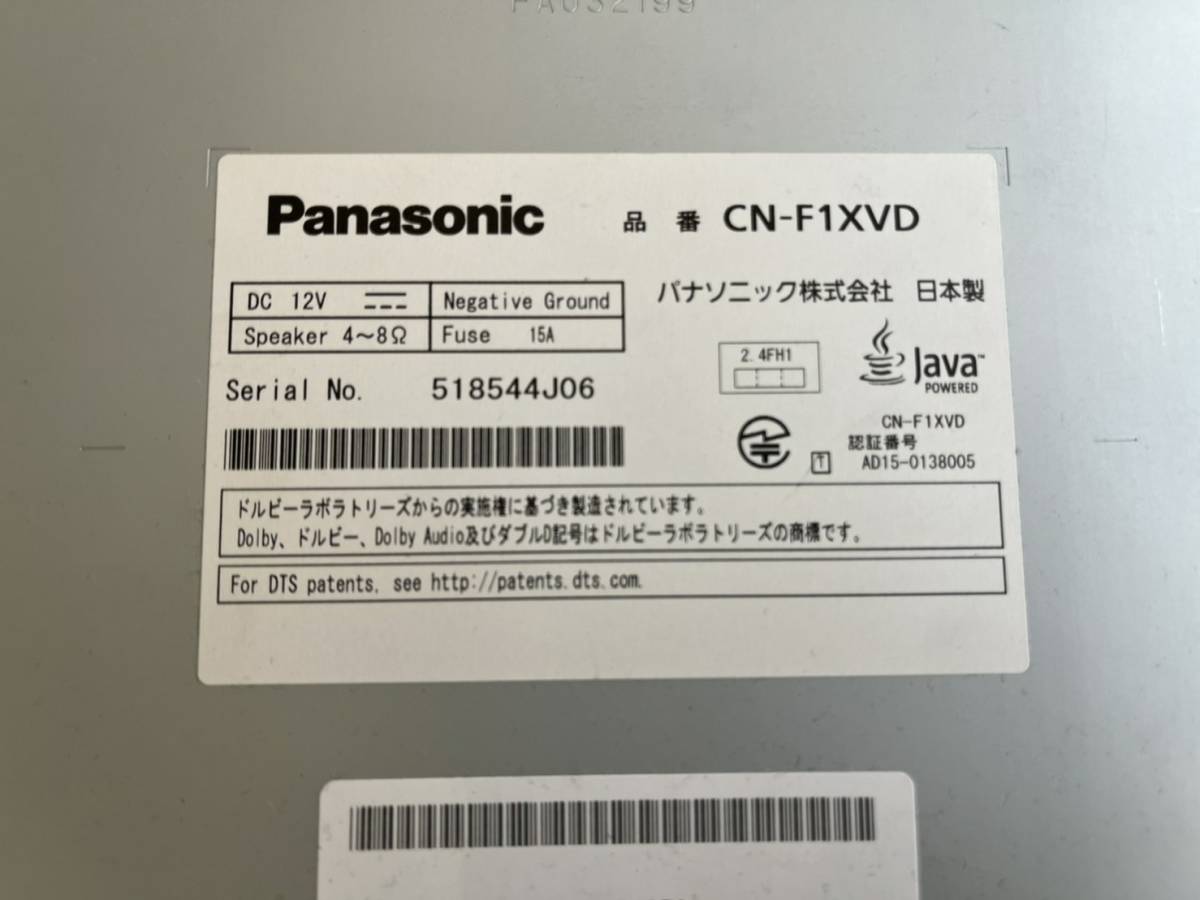 Panasonic 品番 CN-F1XVD
DC 12V Negative Ground
Speaker 4～8Ω Fuse 15A
パナソニック株式会社 日本製
2.4FH1
Java™
POWERED
Serial No. 518544J06
CN-F1XVD
認証番号
T AD15-0138005
ドルビーラボラトリーズからの実施権に基づき製造されています。
Dolby、ドルビー、Dolby Audio及びダブルD記号はドルビーラボラトリーズの商標です。
For DTS patents, see http://patents.dts.com.